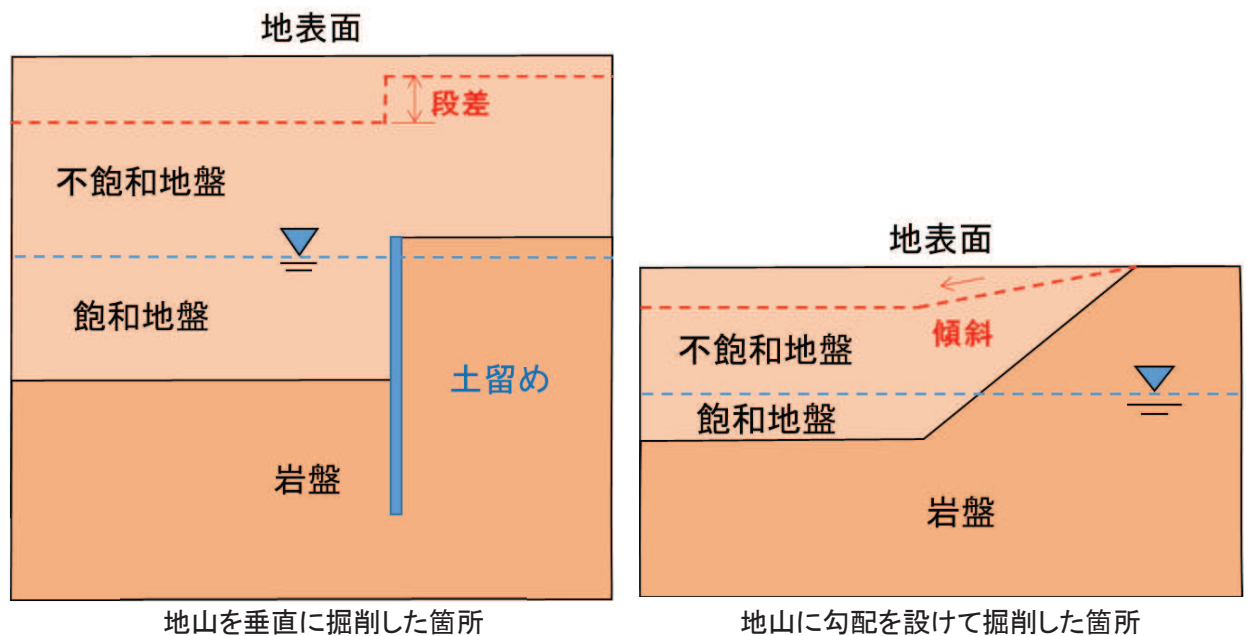 地表面
段差
不飽和地盤
飽和地盤
土留め
岩盤
地山を垂直に掘削した箇所
地表面
傾斜
不飽和地盤
飽和地盤
岩盤
地山に勾配を設けて掘削した箇所